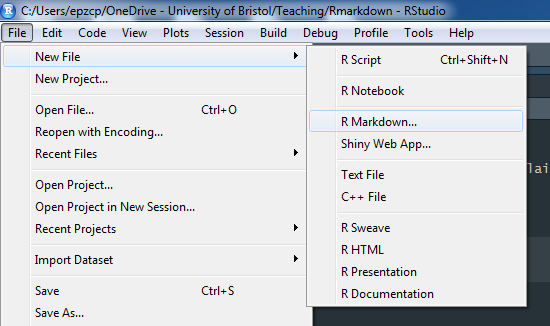 C:/Users/epzcp/OneDrive - University of Bristol/Teaching/Rmarkdown - RStudio
File Edit Code View Plots Session Build Debug Profile Tools Help
New File
New Project...
Open File... Ctrl+O
Reopen with Encoding...
Recent Files
Open Project...
Open Project in New Session...
Recent Projects
Import Dataset
Save Ctrl+S
Save As...
R Script Ctrl+Shift+N
R Notebook
R Markdown...
Shiny Web App...
Text File
C++ File
R Sweave
R HTML
R Presentation
R Documentation